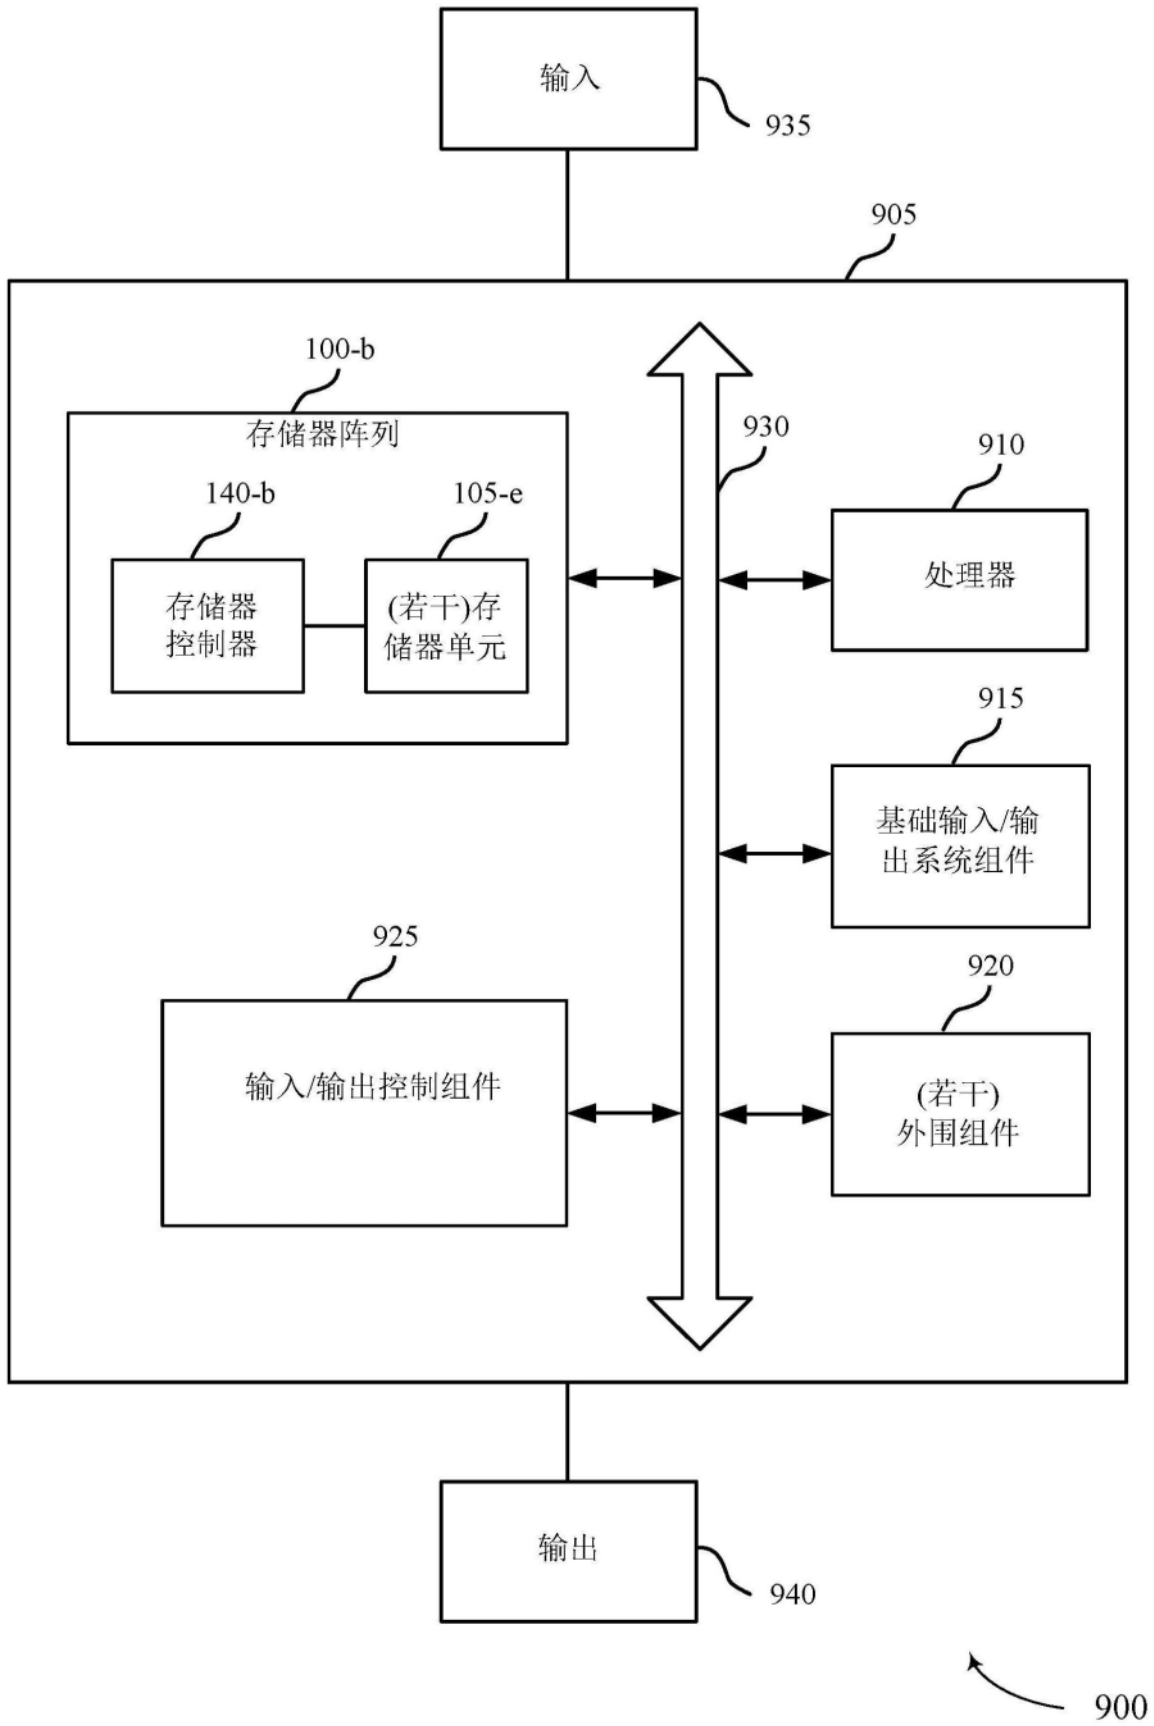 输入
935
905
100-b
存储器阵列
930
910
140-b
105-e
存储器
控制器
(若干)存
储器单元
处理器
915
基础输入/输
出系统组件
925
920
输入/输出控制组件
(若干)
外围组件
输出
940
900